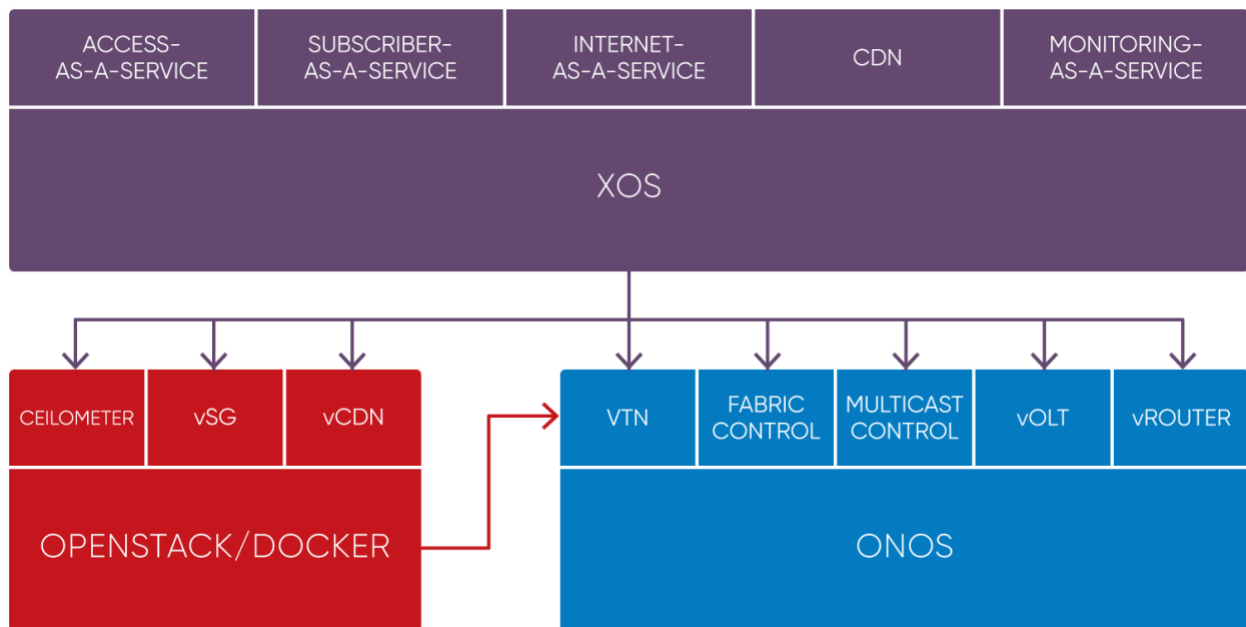 ACCESS-
AS-A-SERVICE
SUBSCRIBER-
AS-A-SERVICE
INTERNET-
AS-A-SERVICE
CDN
MONITORING-
AS-A-SERVICE
XOS
CEILOMETER
vSG
vCDN
VTN
FABRIC
CONTROL
MULTICAST
CONTROL
vOLT
vROUTER
OPENSTACK/DOCKER
ONOS